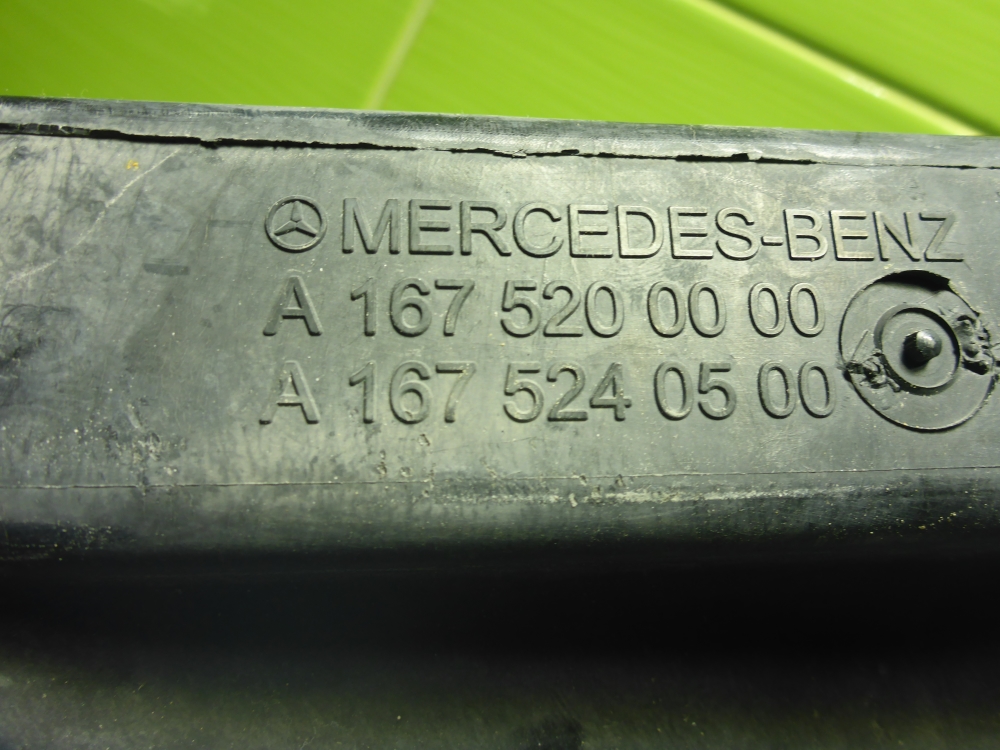 MERCEDES-BENZ
A 167 520 00 00
A 167 524 05 00